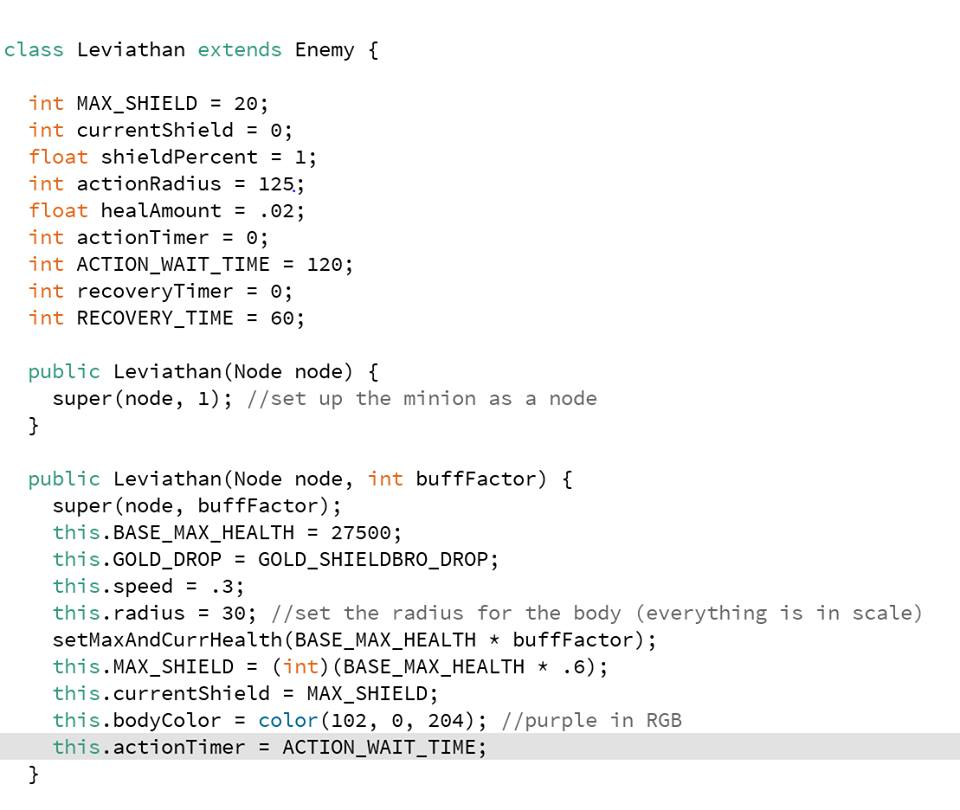 class Leviathan extends Enemy {
int MAX_SHIELD = 20;
int currentShield = 0;
float shieldPercent = 1;
int actionRadius = 125;
float healAmount = .02;
int actionTimer = 0;
int ACTION_WAIT_TIME = 120;
int recoveryTimer = 0;
int RECOVERY_TIME = 60;
public Leviathan(Node node) {
super(node, 1); //set up the minion as a node
}
public Leviathan(Node node, int buffFactor) {
super(node, buffFactor);
this.BASE_MAX_HEALTH = 27500;
this.GOLD_DROP = GOLD_SHIELDBRO_DROP;
this.speed = .3;
this.radius = 30; //set the radius for the body (everything is in scale)
setMaxAndCurrHealth(BASE_MAX_HEALTH * buffFactor);
this.MAX_SHIELD = (int)(BASE_MAX_HEALTH * .6);
this.currentShield = MAX_SHIELD;
this.bodyColor = color(102, 0, 204); //purple in RGB
this.actionTimer = ACTION_WAIT_TIME;
}